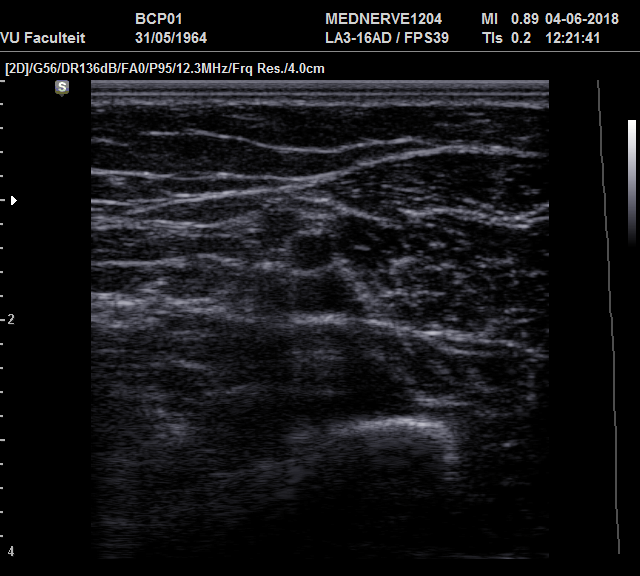 BCP01 MEDNERVE1204 MI 0.89 04-06-2018
VU Faculteit 31/05/1964 LA3-16AD / FPS39 TIs 0.2 12:21:41
[2D]/G56/DR136dB/FA0/P95/12.3MHz/Frq Res./4.0cm
S
2
4